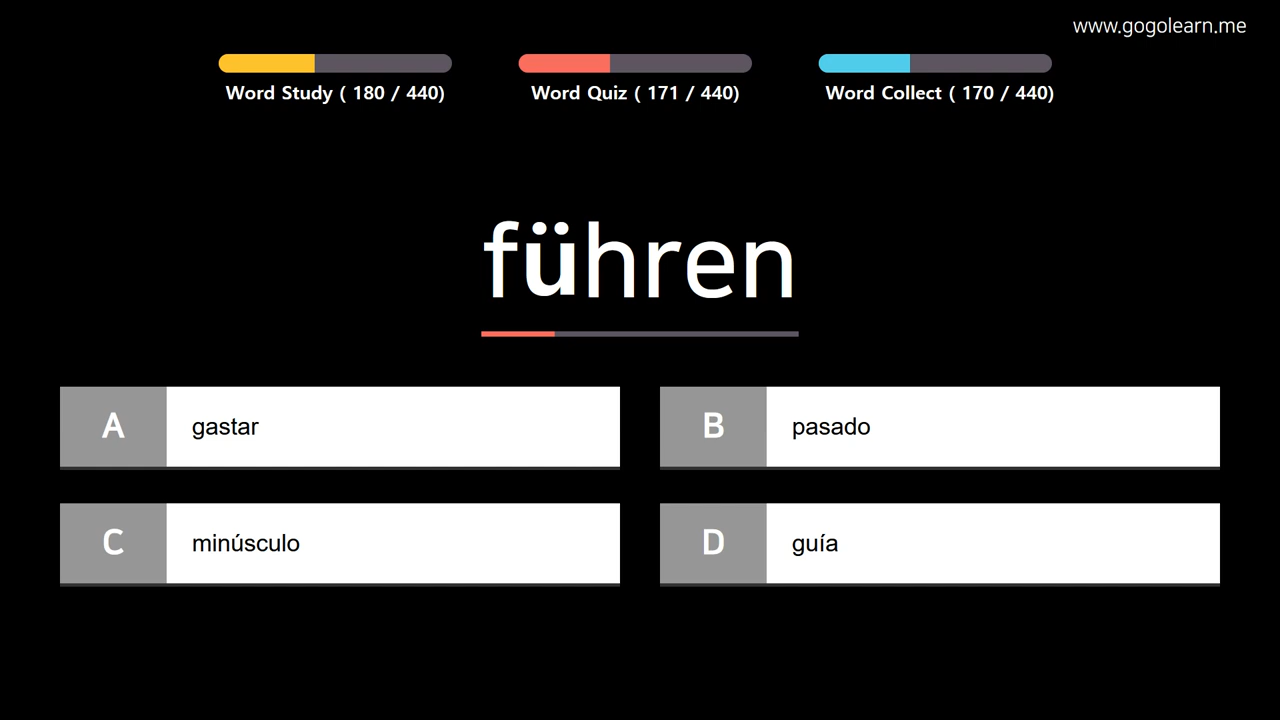 www.gogolearn.me
Word Study ( 180 / 440)
Word Quiz ( 171 / 440)
Word Collect ( 170 / 440)
führen
A gastar
B pasado
C minúsculo
D guía